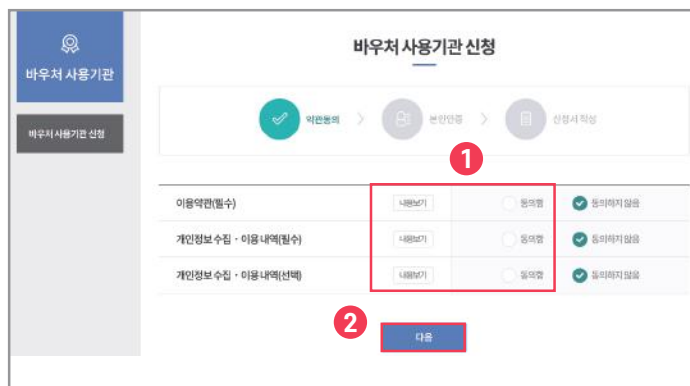 바우처 사용기관
바우처 사용기관 신청
바우처 사용기관 신청
약관동의
본인인증
신청서 작성
1
이용약관(필수) 내용보기 동의함 동의하지 않음
개인정보 수집 · 이용 내역(필수) 내용보기 동의함 동의하지 않음
개인정보 수집 · 이용 내역(선택) 내용보기 동의함 동의하지 않음
2
다음